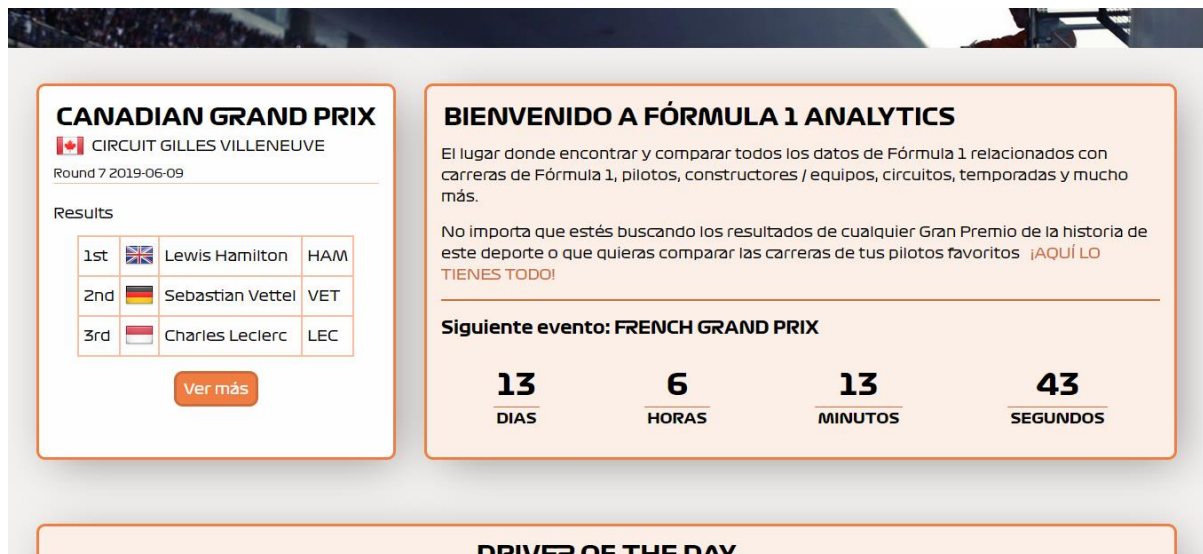 CANADIAN GRAND PRIX
CIRCUIT GILLES VILLENEUVE
Round 7 2019-06-09
Results
1st Lewis Hamilton HAM
2nd Sebastian Vettel VET
3rd Charles Leclerc LEC
Ver más
BIENVENIDO A FÓRMULA 1 ANALYTICS
El lugar donde encontrar y comparar todos los datos de Fórmula 1 relacionados con
carreras de Fórmula 1, pilotos, constructores / equipos, circuitos, temporadas y mucho
más.
No importa que estés buscando los resultados de cualquier Gran Premio de la historia de
este deporte o que quieras comparar las carreras de tus pilotos favoritos ¡AQUÍ LO
TIENES TODO!
Siguiente evento: FRENCH GRAND PRIX
13 6 13 43
DIAS HORAS MINUTOS SEGUNDOS
DRIVER OF THE DAY